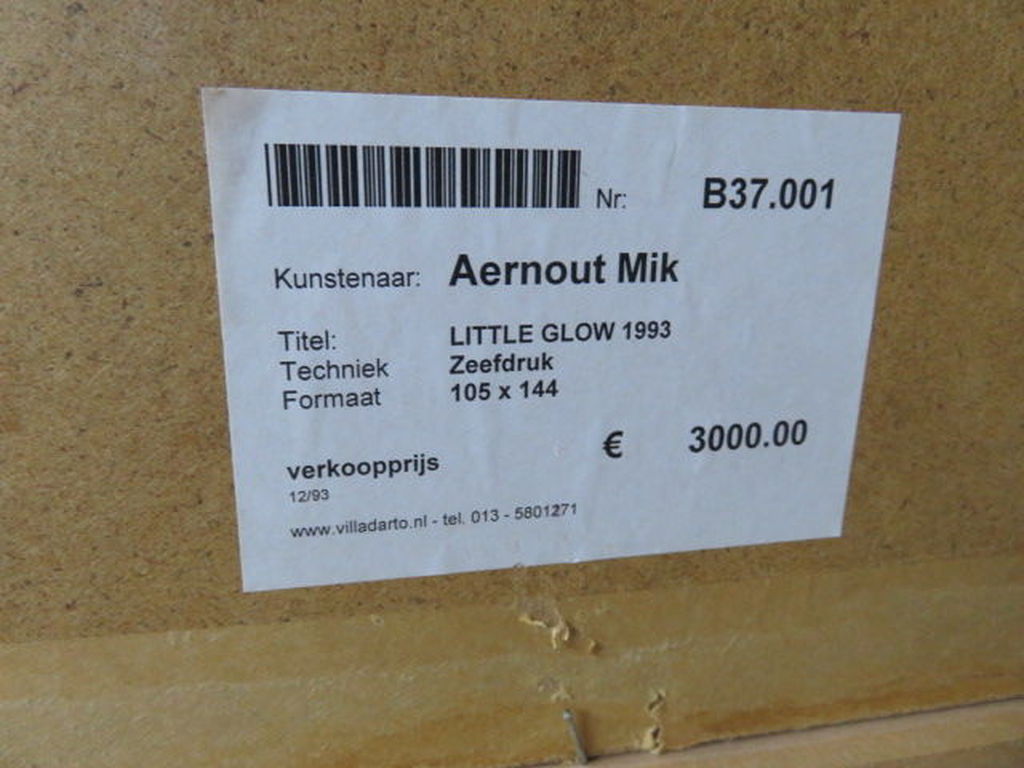 Nr: B37.001
Kunstenaar: Aernout Mik
Titel: LITTLE GLOW 1993
Techniek Zeefdruk
Formaat 105 x 144
verkoopprijs € 3000.00
12/93
www.villadarto.nl - tel. 013 - 5801271